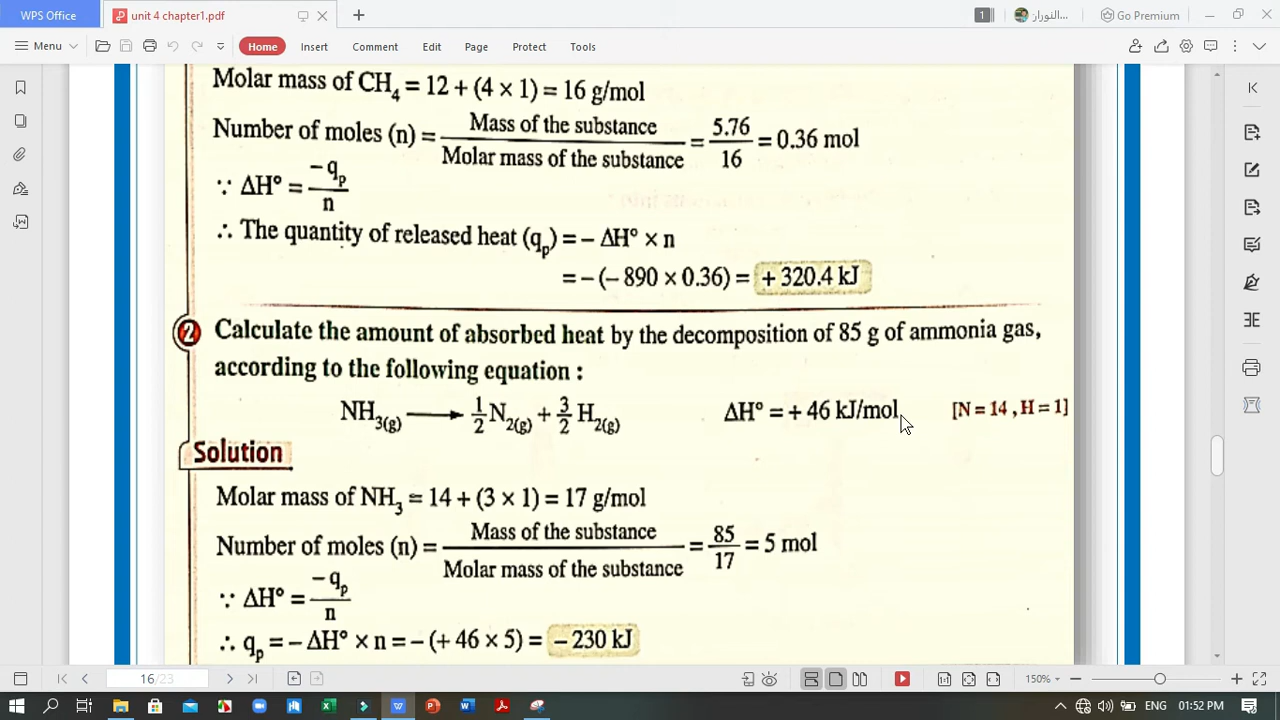 WPS Office
unit 4 chapter1.pdf
1
النورار...
Go Premium
Menu
Home
Insert
Comment
Edit
Page
Protect
Tools
Molar mass of CH₄ = 12 + (4 × 1) = 16 g/mol
Number of moles (n) = Mass of the substance / Molar mass of the substance = 5.76 / 16 = 0.36 mol
∵ ΔH° = −qₚ / n
∴ The quantity of released heat (qₚ) = − ΔH° × n
= − (− 890 × 0.36) = + 320.4 kJ
2 Calculate the amount of absorbed heat by the decomposition of 85 g of ammonia gas,
according to the following equation :
NH₃(g) ⟶ 1/2 N₂(g) + 3/2 H₂(g) ΔH° = + 46 kJ/mol [N = 14 , H = 1]
Solution
Molar mass of NH₃ = 14 + (3 × 1) = 17 g/mol
Number of moles (n) = Mass of the substance / Molar mass of the substance = 85 / 17 = 5 mol
∵ ΔH° = −qₚ / n
∴ qₚ = − ΔH° × n = − (+ 46 × 5) = − 230 kJ
16/23
150%
ENG
01:52 PM